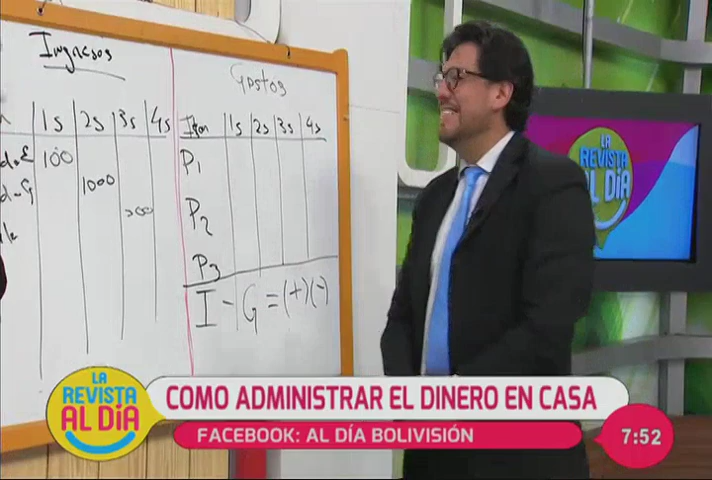 Ingresos
Gastos
1s 2s 3s 4s
Item 1s 2s 3s 4s
100
P1
1000
P2
300
P3
I - G = (+)(-)
LA
REVISTA
AL DÍA
LA
REVISTA
AL DÍA
COMO ADMINISTRAR EL DINERO EN CASA
FACEBOOK: AL DÍA BOLIVISIÓN
7:52